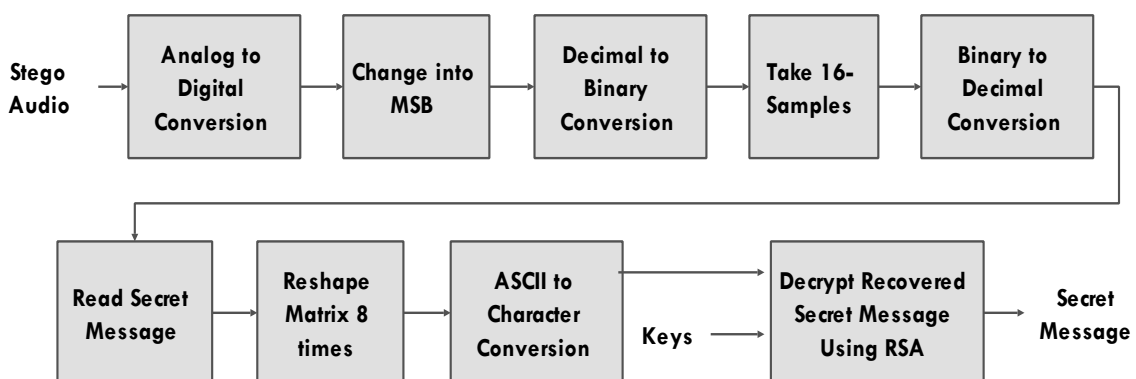 Stego
Audio
Analog to
Digital
Conversion
Change into
MSB
Decimal to
Binary
Conversion
Take 16-
Samples
Binary to
Decimal
Conversion
Read Secret
Message
Reshape
Matrix 8
times
ASCII to
Character
Conversion
Keys
Decrypt Recovered
Secret Message
Using RSA
Secret
Message